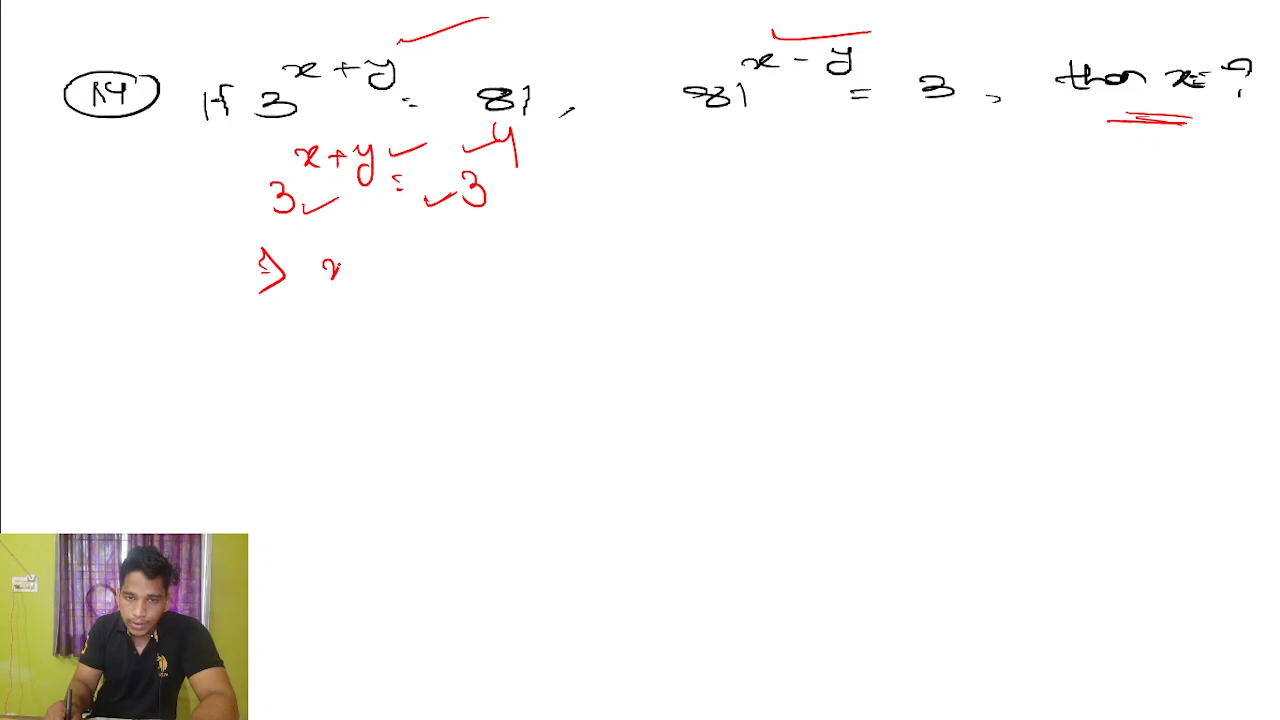 14 If 3^{x+y} = 81, 81^{x-y} = 3, then x = ?
3^{x+y} = 3^4
⇒ x